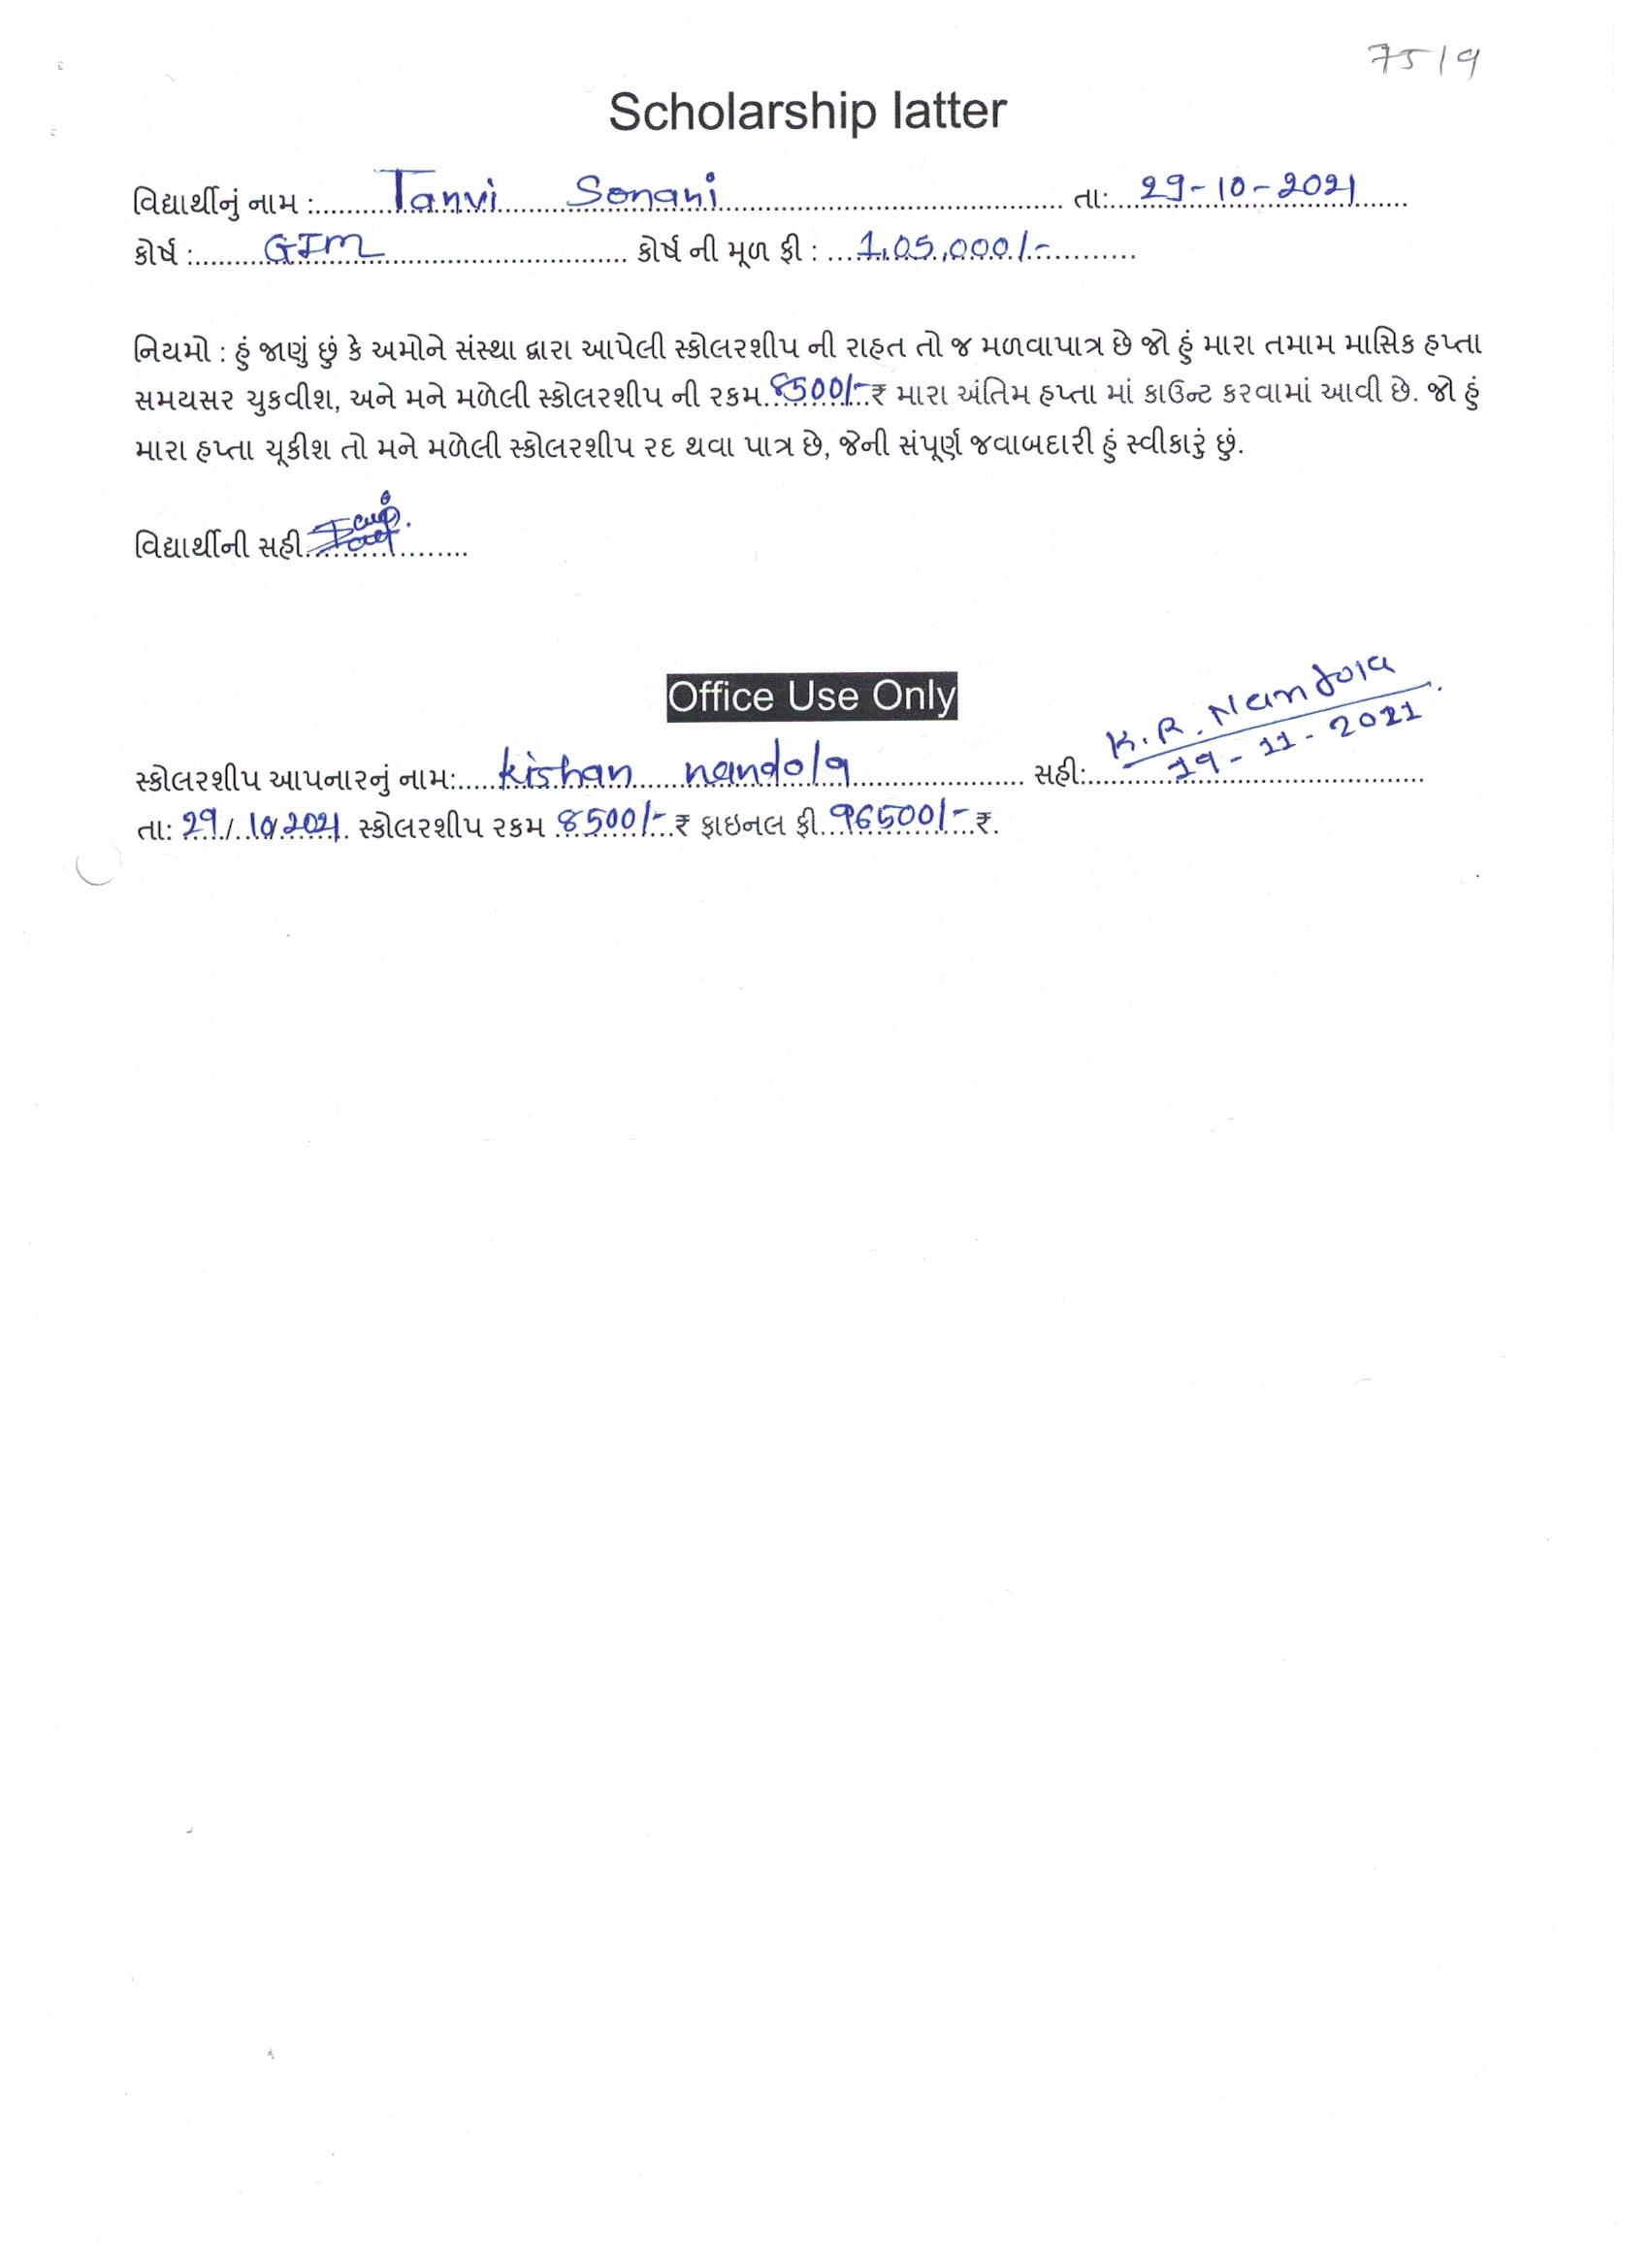 7519
Scholarship latter
વિદ્યાર્થીનું નામ :............Tanvi Sonani............ તા:....29-10-2021......
કોર્ષ :.........GIM............ કોર્ષ ની મૂળ ફી : ...1,05,000/-............
નિયમો : હું જાણું છું કે અમોને સંસ્થા દ્વારા આપેલી સ્કોલરશીપ ની રાહત તો જ મળવાપાત્ર છે જો હું મારા તમામ માસિક હપ્તા
સમયસર ચુકવીશ, અને મને મળેલી સ્કોલરશીપ ની રકમ..8500/-..₹ મારા અંતિમ હપ્તા માં કાઉન્ટ કરવામાં આવી છે. જો હું
મારા હપ્તા ચૂકીશ તો મને મળેલી સ્કોલરશીપ રદ થવા પાત્ર છે, જેની સંપૂર્ણ જવાબદારી હું સ્વીકારું છું.
વિદ્યાર્થીની સહી....................
Office Use Only
સ્કોલરશીપ આપનારનું નામ:.....kishan nandola............ સહી:....K.R. Nandola
19-11-2021
તા: 29/10/2021. સ્કોલરશીપ રકમ 8500/-...₹ ફાઇનલ ફી..96500/-..₹.